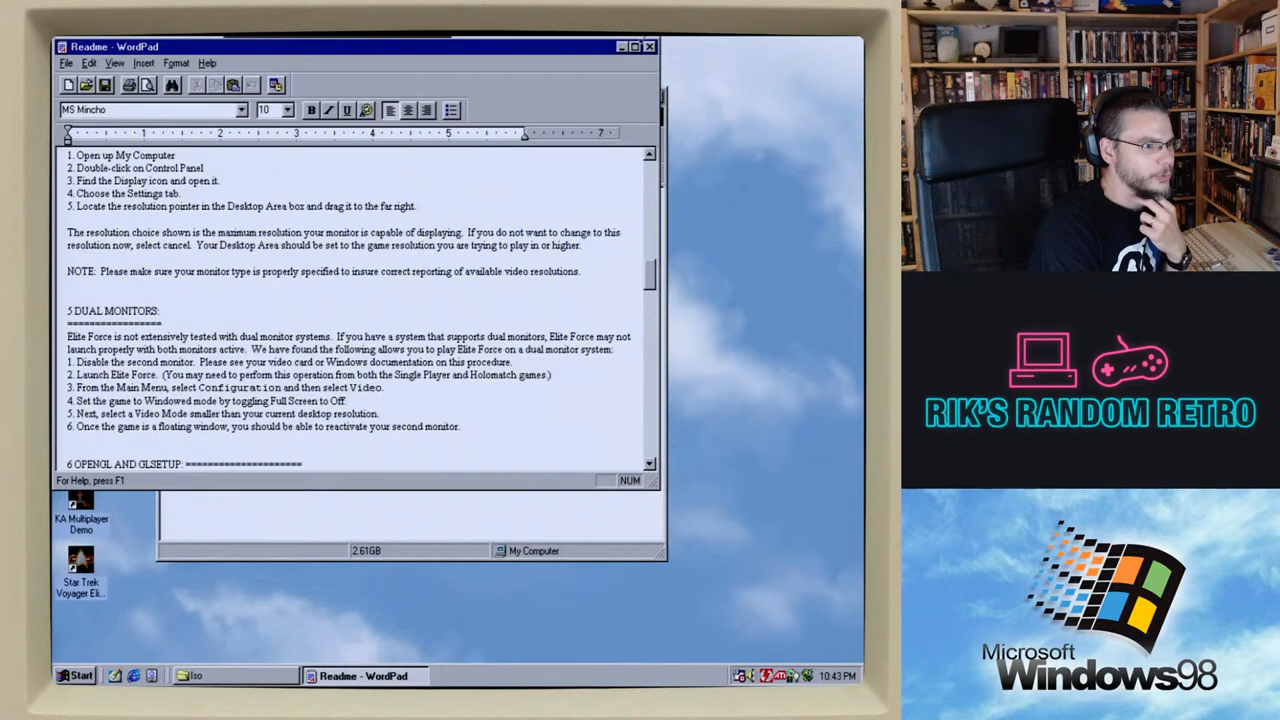 Readme - WordPad
File Edit View Insert Format Help
MS Mincho 10 B I U
1 2 3 4 5 7
1. Open up My Computer
2. Double-click on Control Panel
3. Find the Display icon and open it.
4. Choose the Settings tab.
5. Locate the resolution pointer in the Desktop Area box and drag it to the far right.
The resolution choice shown is the maximum resolution your monitor is capable of displaying. If you do not want to change to this
resolution now, select cancel. Your Desktop Area should be set to the game resolution you are trying to play in or higher.
NOTE: Please make sure your monitor type is properly specified to insure correct reporting of available video resolutions.
5 DUAL MONITORS:
=================
Elite Force is not extensively tested with dual monitor systems. If you have a system that supports dual monitors, Elite Force may not
launch properly with both monitors active. We have found the following allows you to play Elite Force on a dual monitor system:
1. Disable the second monitor. Please see your video card or Windows documentation on this procedure.
2. Launch Elite Force. (You may need to perform this operation from both the Single Player and Holomatch games.)
3. From the Main Menu, select Configuration and then select Video.
4. Set the game to Windowed mode by toggling Full Screen to Off.
5. Next, select a Video Mode smaller than your current desktop resolution.
6. Once the game is a floating window, you should be able to reactivate your second monitor.
6 OPENGL AND GLSETUP: =====================
For Help, press F1
NUM
KA Multiplayer
Demo
2.61GB
My Computer
Star Trek
Voyager Eli...
Start
Iso
Readme - WordPad
10:43 PM
RIK'S RANDOM RETRO
Microsoft
Windows98